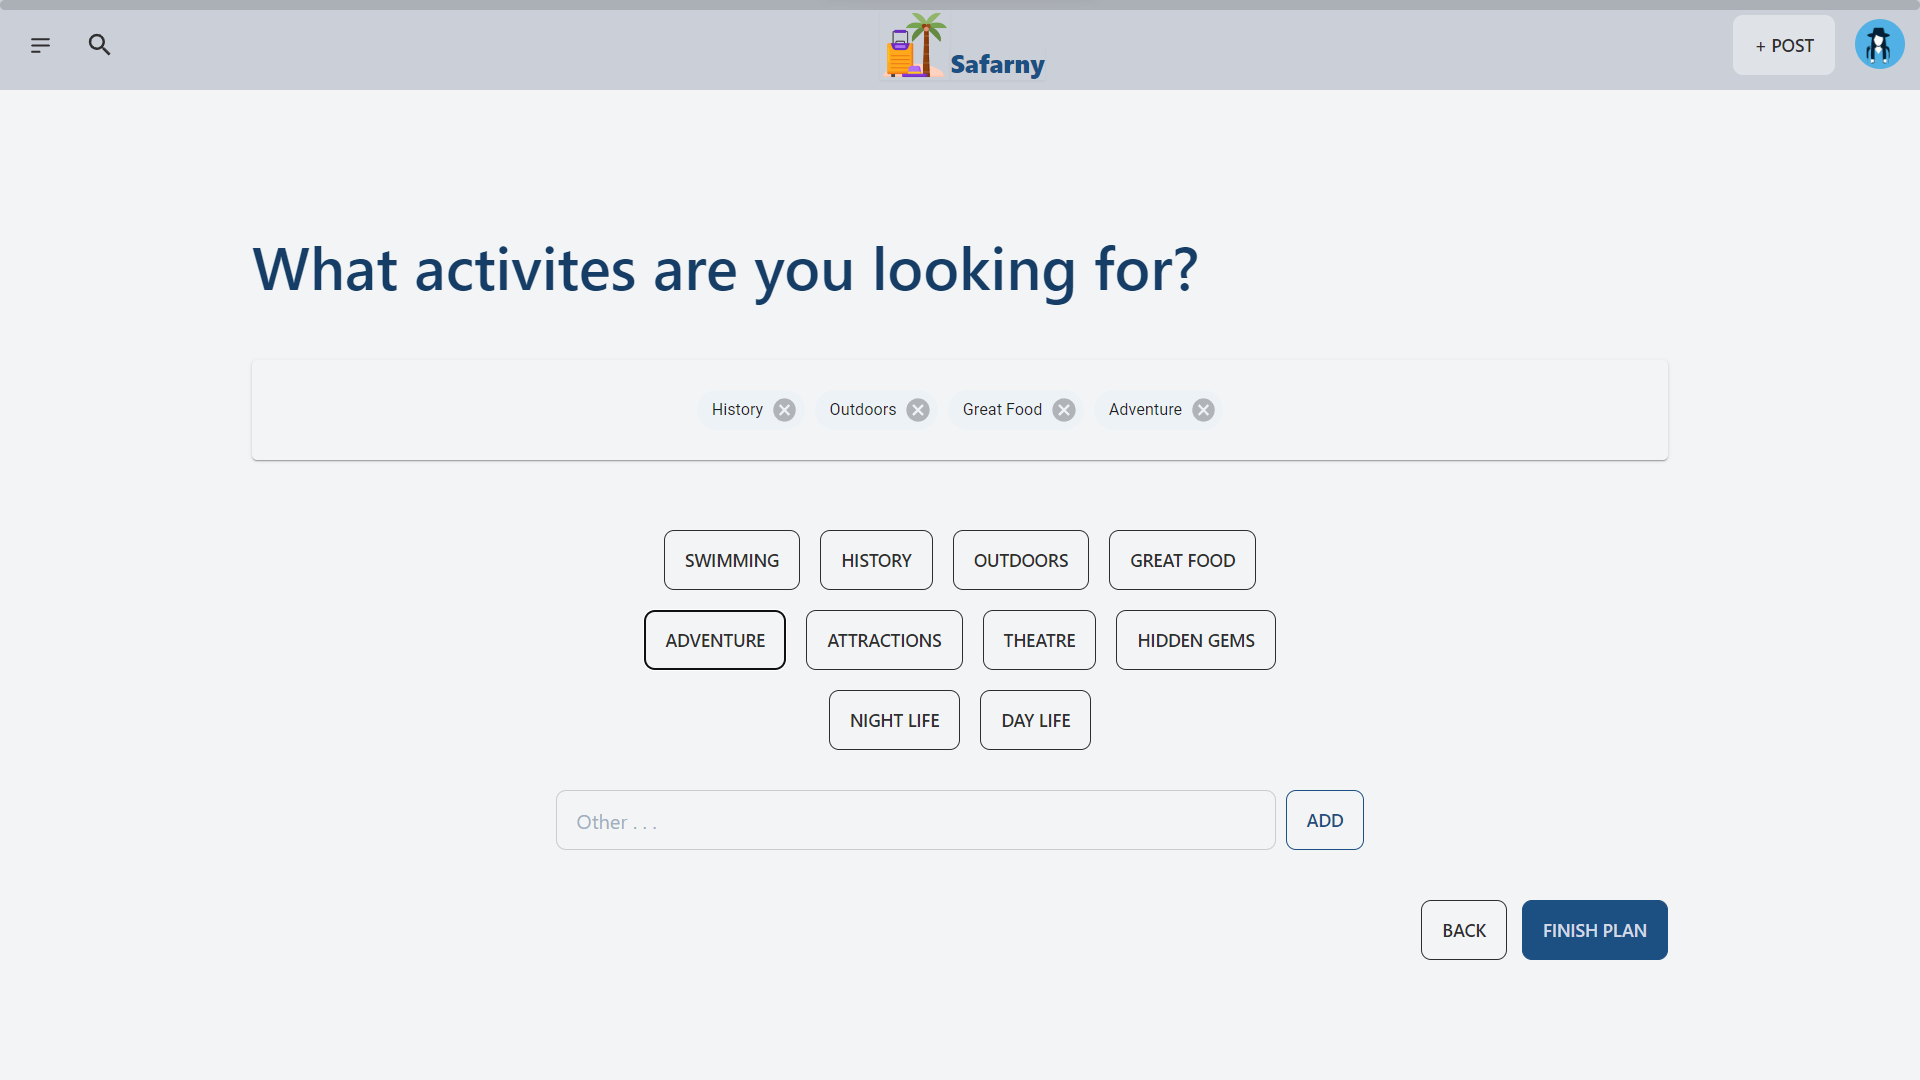 Safarny
+ POST
What activites are you looking for?
History Outdoors Great Food Adventure
SWIMMING HISTORY OUTDOORS GREAT FOOD
ADVENTURE ATTRACTIONS THEATRE HIDDEN GEMS
NIGHT LIFE DAY LIFE
Other . . . ADD
BACK FINISH PLAN